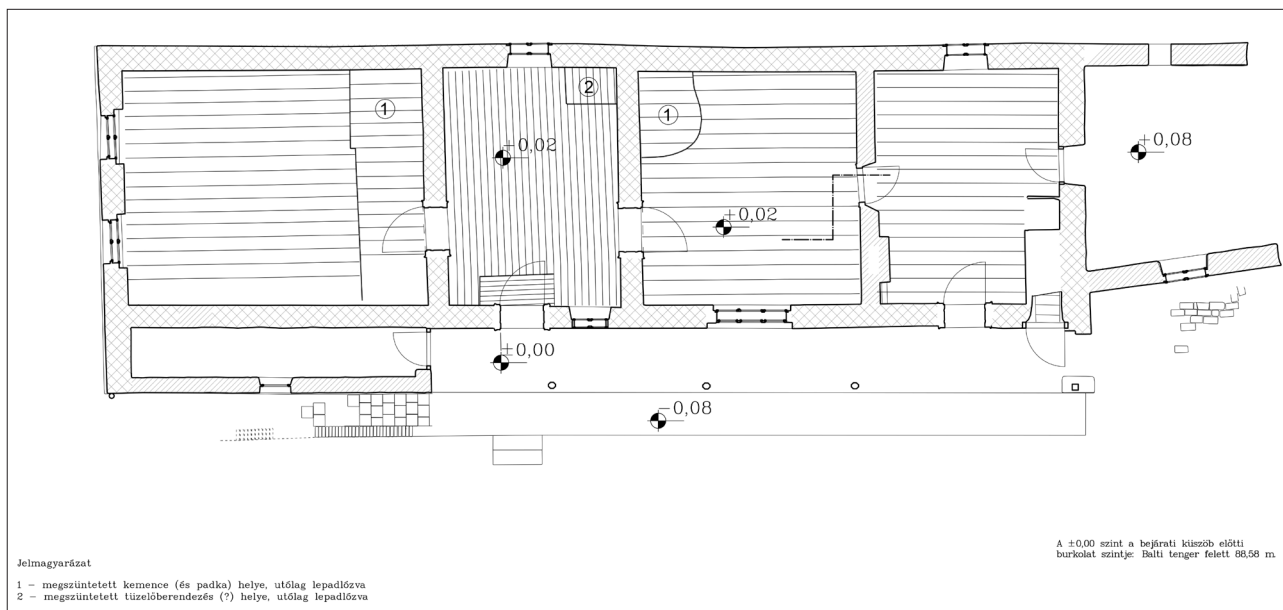 1
2
1
+0,02
+0,08
+0,02
±0,00
-0,08
Jelmagyarázat
1 – megszüntetett kemence (és padka) helye, utólag lepadlózva
2 – megszüntetett tüzelőberendezés (?) helye, utólag lepadlózva
A ±0,00 szint a bejárati küszöb előtti
burkolat szintje: Balti tenger felett 88,58 m.